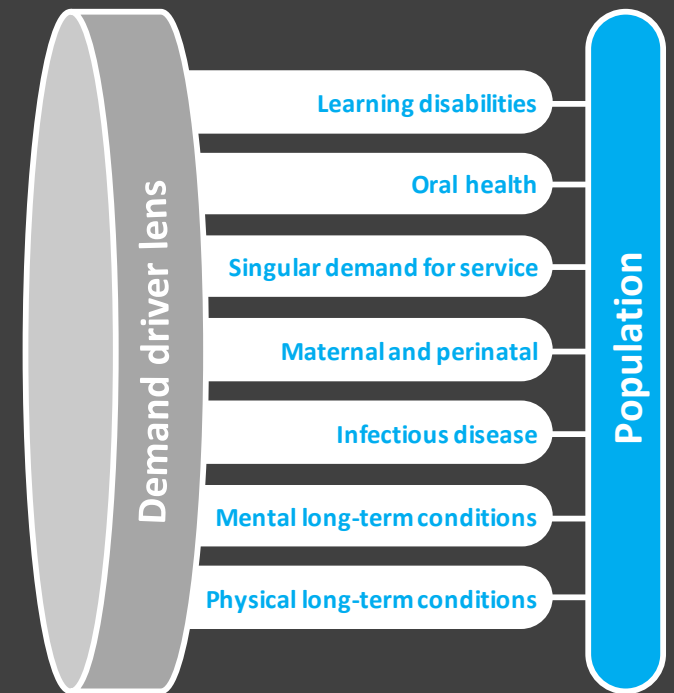 Demand driver lens
Learning disabilities
Oral health
Singular demand for service
Maternal and perinatal
Infectious disease
Mental long-term conditions
Physical long-term conditions
Population